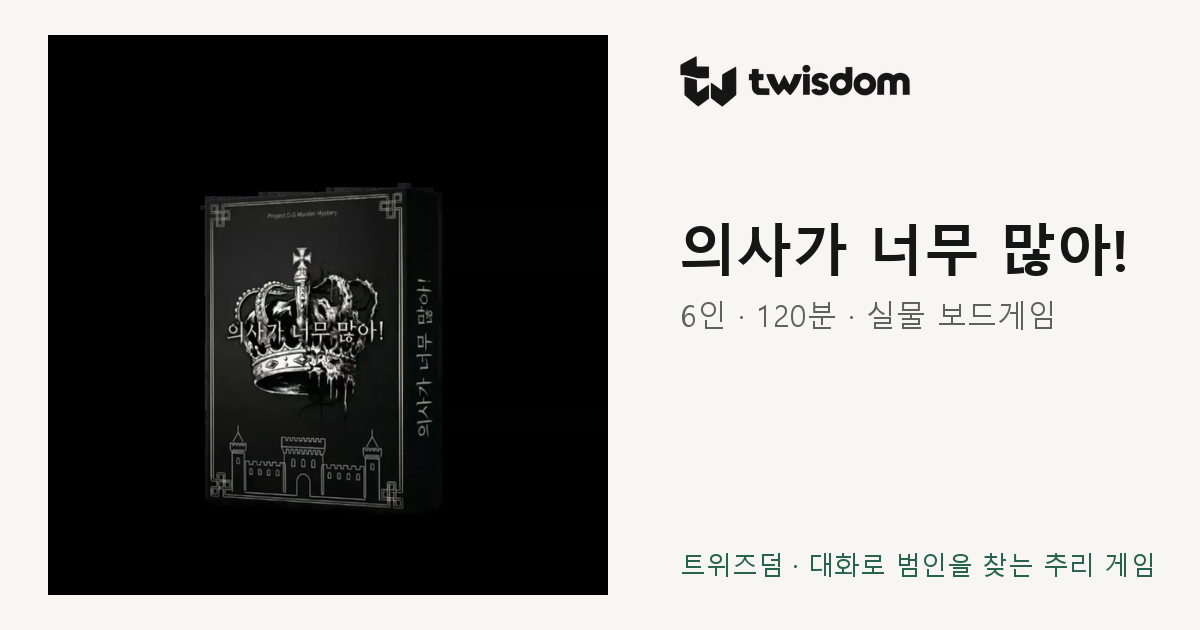 Project D.G Murder Mystery
의사가 너무 많아!
의사가 너무 많아!
twisdom
의사가 너무 많아!
6인 · 120분 · 실물 보드게임
트위즈덤 · 대화로 범인을 찾는 추리 게임